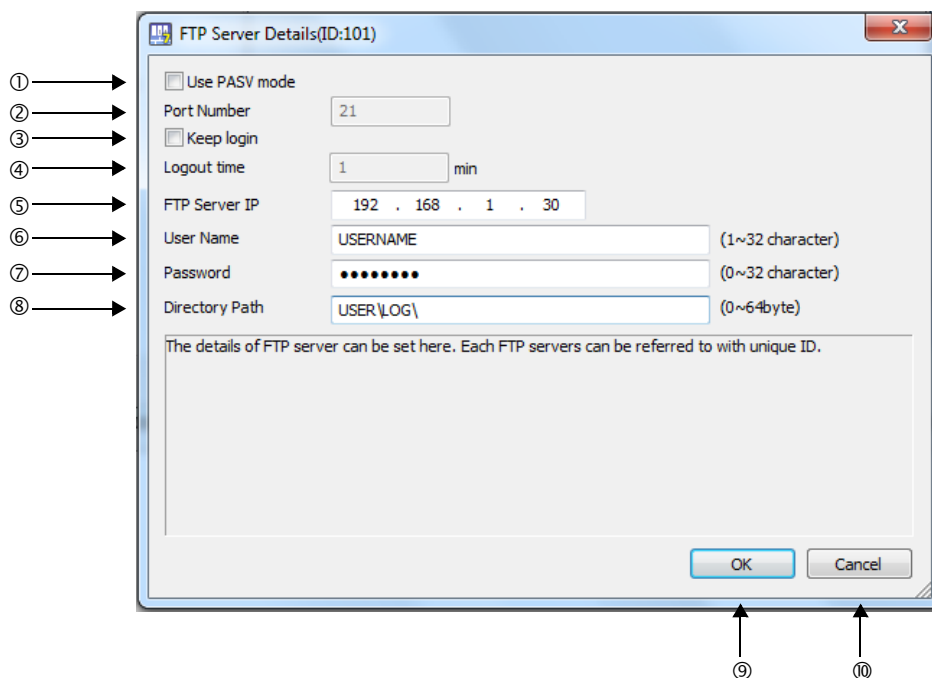 FTP Server Details(ID:101)
① Use PASV mode
② Port Number 21
③ Keep login
④ Logout time 1 min
⑤ FTP Server IP 192 . 168 . 1 . 30
⑥ User Name USERNAME (1~32 character)
⑦ Password ●●●●●●●● (0~32 character)
⑧ Directory Path USER\LOG\ (0~64byte)
The details of FTP server can be set here. Each FTP servers can be referred to with unique ID.
OK Cancel
⑨ ⑩